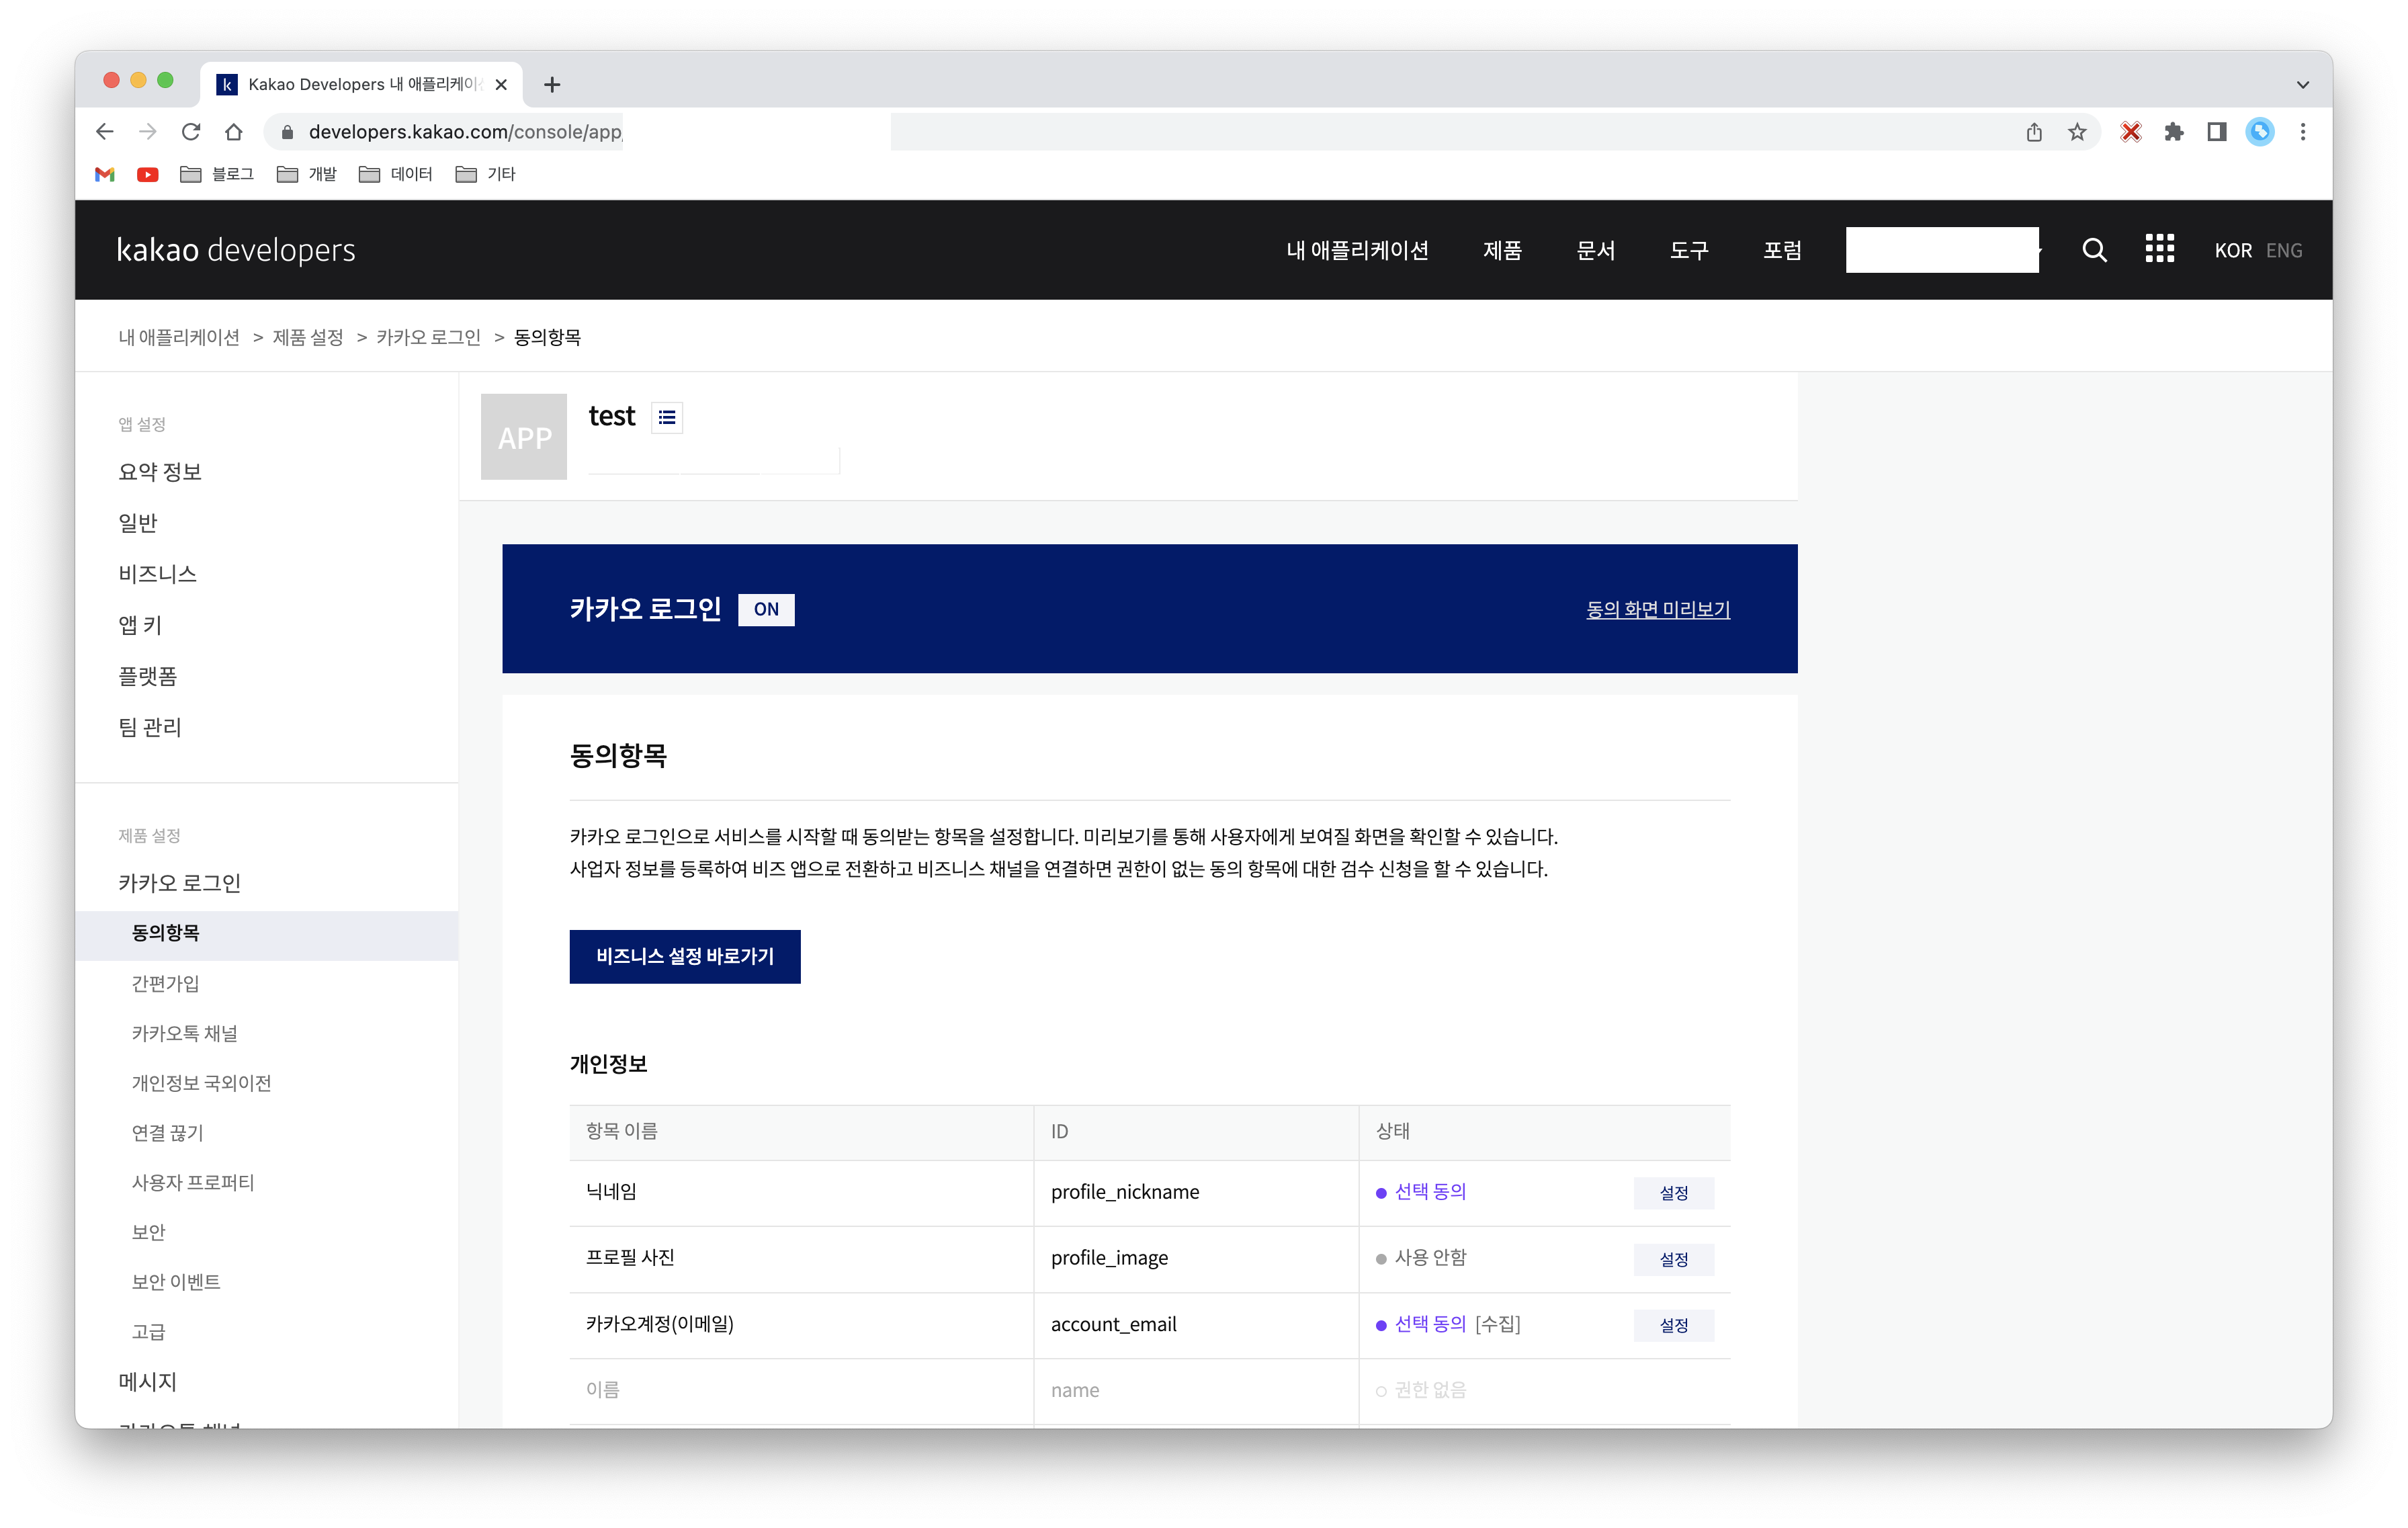 Kakao Developers 내 애플리케이
developers.kakao.com/console/app
블로그 개발 데이터 기타
kakao developers 내 애플리케이션 제품 문서 도구 포럼 KOR ENG
내 애플리케이션 > 제품 설정 > 카카오 로그인 > 동의항목
앱 설정
요약 정보
일반
비즈니스
앱 키
플랫폼
팀 관리
제품 설정
카카오 로그인
동의항목
간편가입
카카오톡 채널
개인정보 국외이전
연결 끊기
사용자 프로퍼티
보안
보안 이벤트
고급
메시지
APP test
카카오 로그인 ON 동의 화면 미리보기
동의항목
카카오 로그인으로 서비스를 시작할 때 동의받는 항목을 설정합니다. 미리보기를 통해 사용자에게 보여질 화면을 확인할 수 있습니다.
사업자 정보를 등록하여 비즈 앱으로 전환하고 비즈니스 채널을 연결하면 권한이 없는 동의 항목에 대한 검수 신청을 할 수 있습니다.
비즈니스 설정 바로가기
개인정보
항목 이름 ID 상태
닉네임 profile_nickname 선택 동의 설정
프로필 사진 profile_image 사용 안함 설정
카카오계정(이메일) account_email 선택 동의 [수집] 설정
이름 name 권한 없음